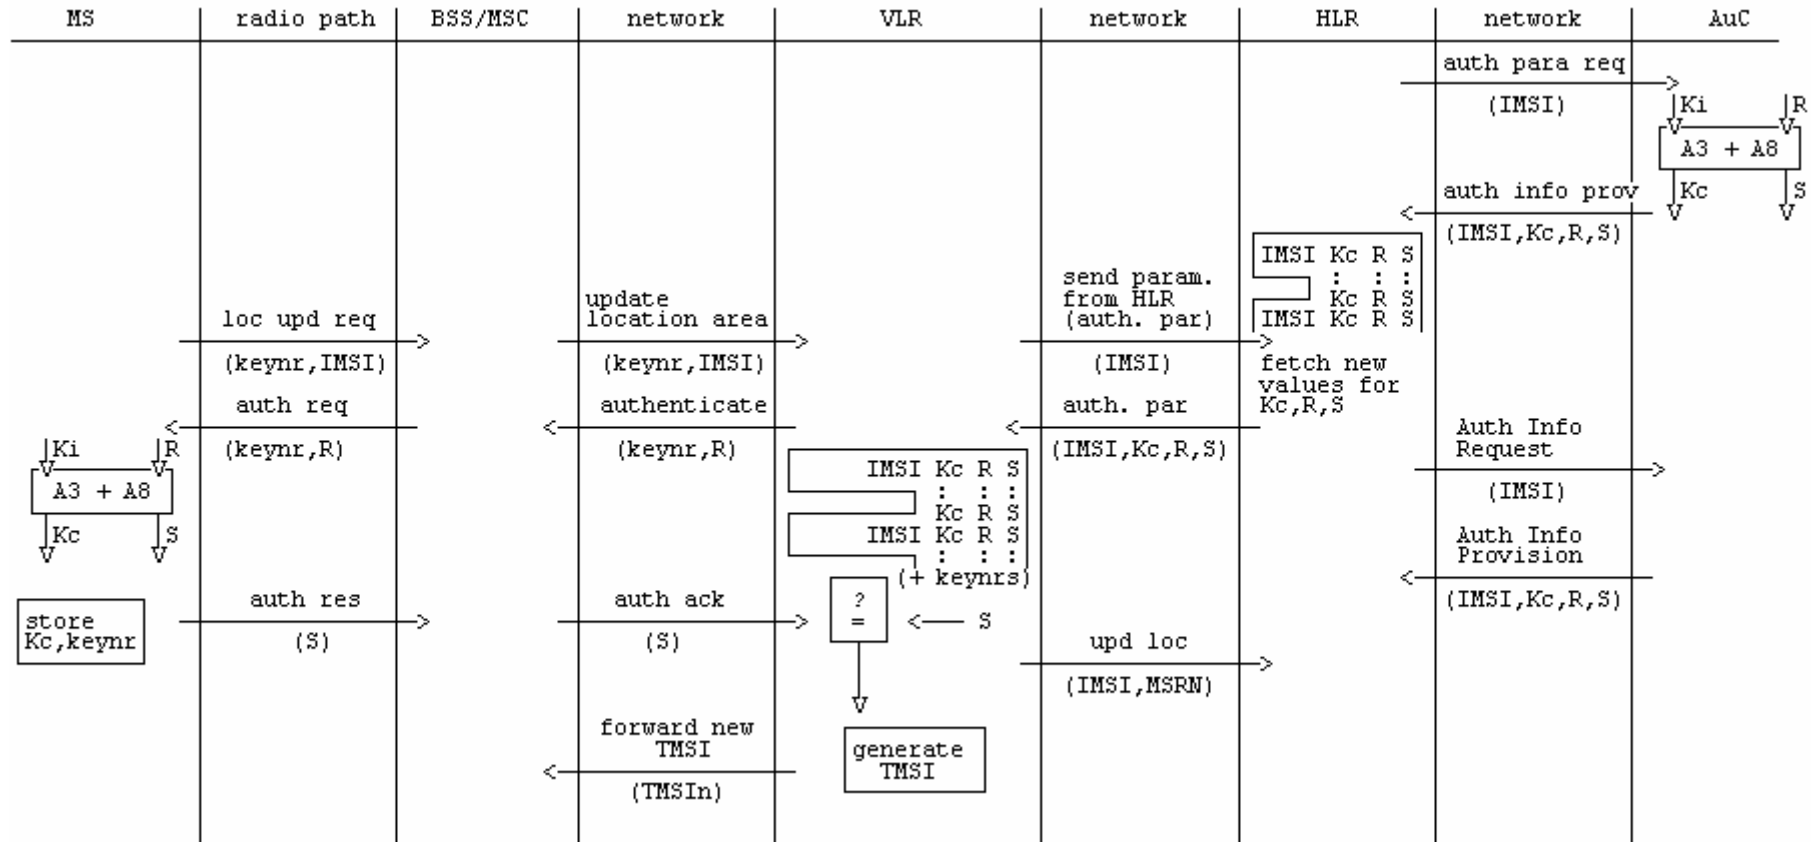 MS radio path BSS/MSC network VLR network HLR network AuC
auth para req
(IMSI)
Ki R
A3 + A8
Kc S
auth info prov
(IMSI,Kc,R,S)
IMSI Kc R S
: : :
Kc R S
IMSI Kc R S
loc upd req
(keynr,IMSI)
update
location area
(keynr,IMSI)
send param.
from HLR
(auth. par)
(IMSI)
fetch new
values for
Kc,R,S
auth req
(keynr,R)
authenticate
(keynr,R)
auth. par
(IMSI,Kc,R,S)
Auth Info
Request
(IMSI)
Ki R
A3 + A8
Kc S
IMSI Kc R S
: : :
Kc R S
IMSI Kc R S
: : :
(+ keynrs)
Auth Info
Provision
(IMSI,Kc,R,S)
store
Kc,keynr
auth res
(S)
auth ack
(S)
?
=
S
upd loc
(IMSI,MSRN)
forward new
TMSI
(TMSIn)
generate
TMSI